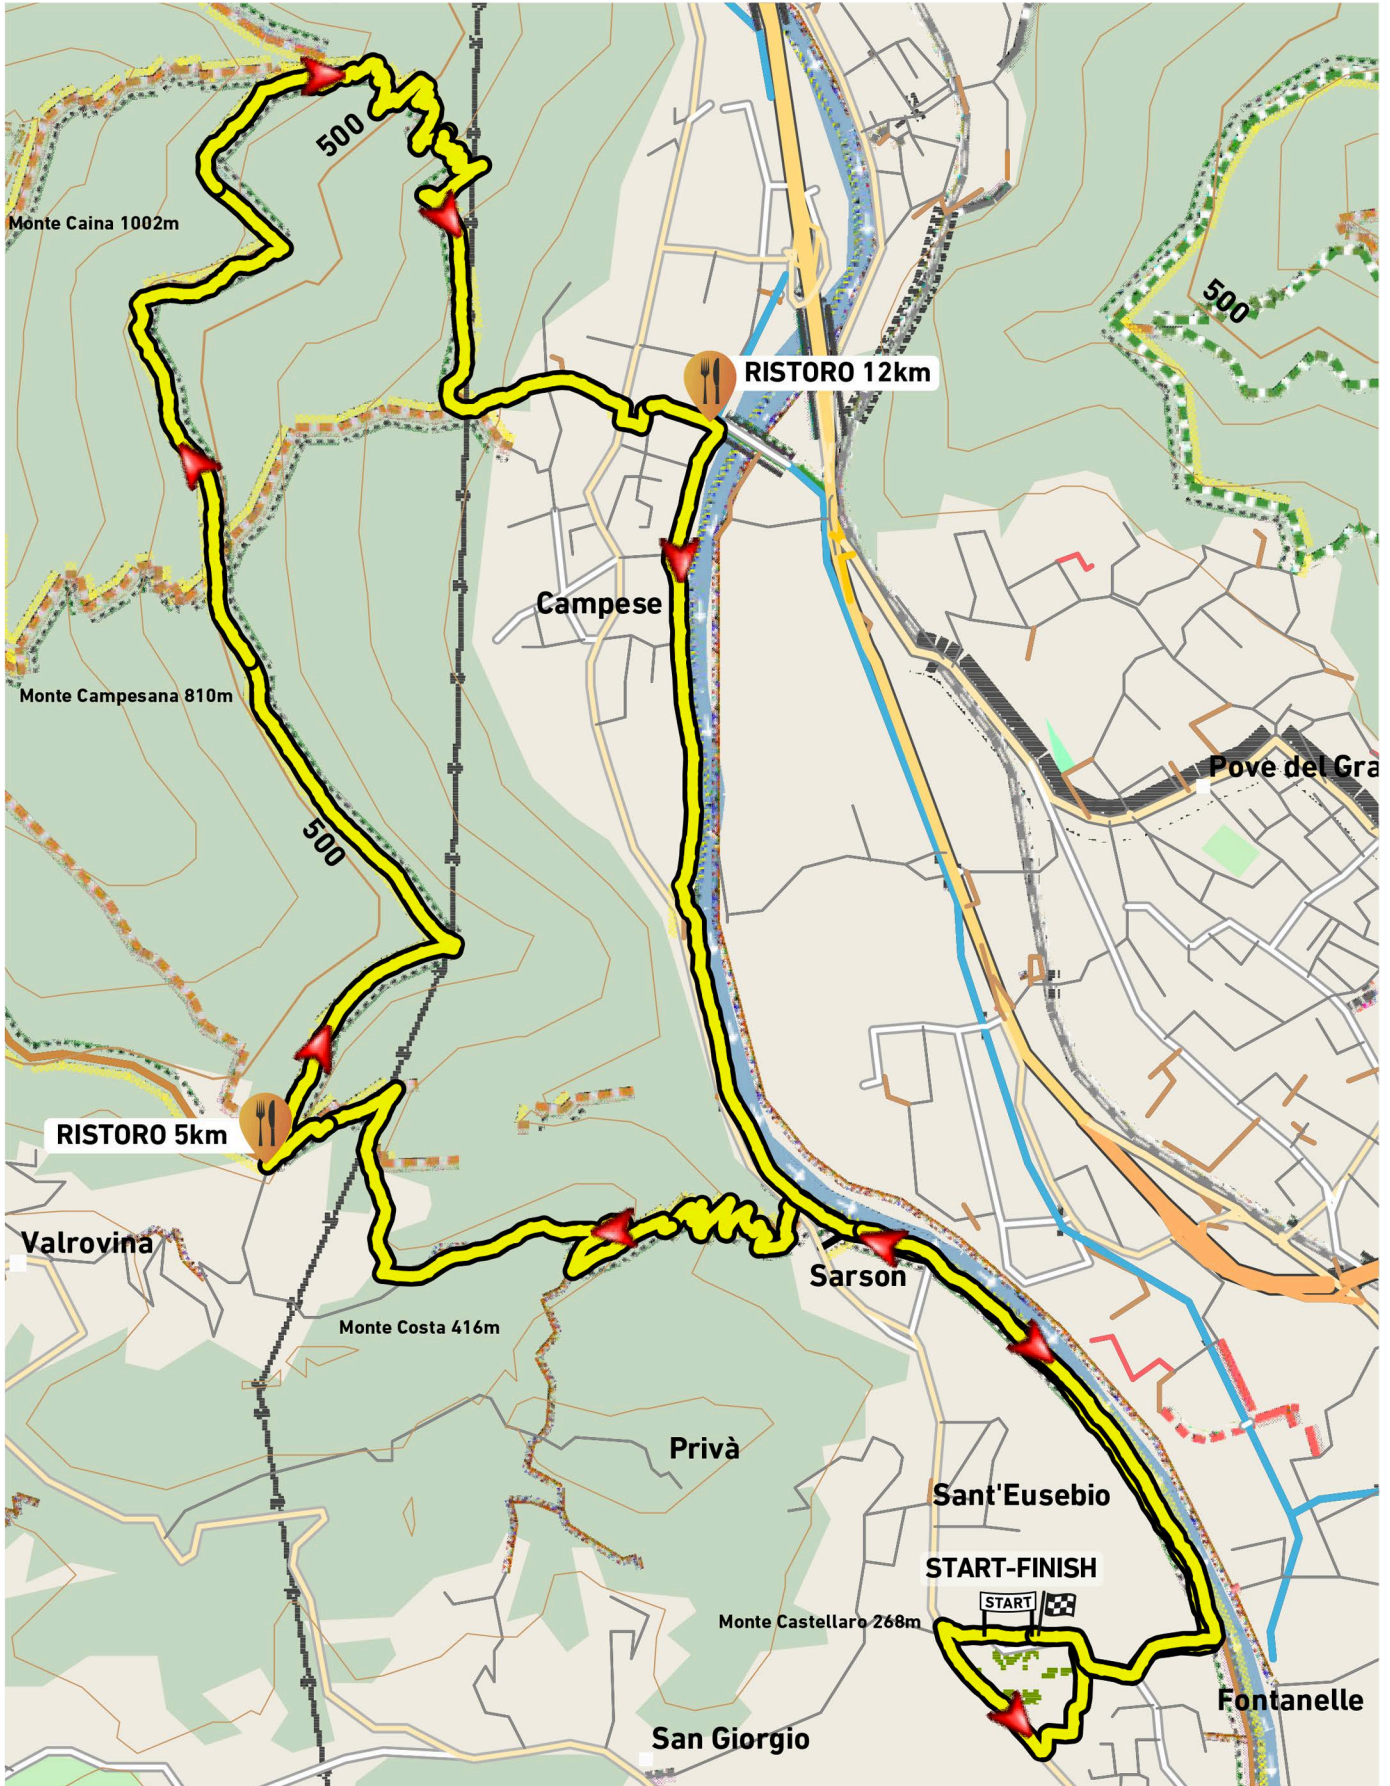 500
Monte Caina 1002m
500
RISTORO 12km
Campese
Monte Campesana 810m
Pove del Gra
500
RISTORO 5km
Valrovina
Sarson
Monte Costa 416m
Privà
Sant'Eusebio
START-FINISH
START
Monte Castellaro 268m
Fontanelle
San Giorgio